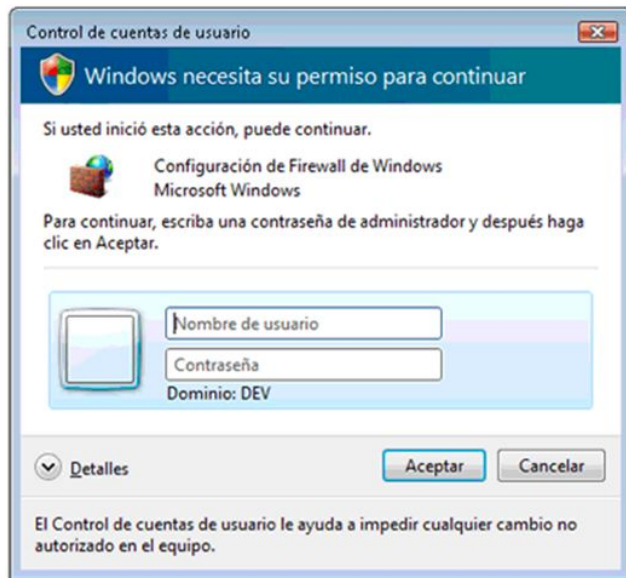 Control de cuentas de usuario
Windows necesita su permiso para continuar
Si usted inició esta acción, puede continuar.
Configuración de Firewall de Windows
Microsoft Windows
Para continuar, escriba una contraseña de administrador y después haga
clic en Aceptar.
Nombre de usuario
Contraseña
Dominio: DEV
Detalles
Aceptar
Cancelar
El Control de cuentas de usuario le ayuda a impedir cualquier cambio no
autorizado en el equipo.